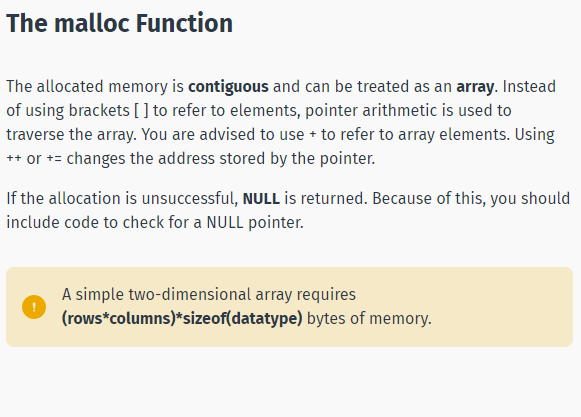 The malloc Function
The allocated memory is contiguous and can be treated as an array. Instead
of using brackets [ ] to refer to elements, pointer arithmetic is used to
traverse the array. You are advised to use + to refer to array elements. Using
++ or += changes the address stored by the pointer.
If the allocation is unsuccessful, NULL is returned. Because of this, you should
include code to check for a NULL pointer.
!
A simple two-dimensional array requires
(rows*columns)*sizeof(datatype) bytes of memory.